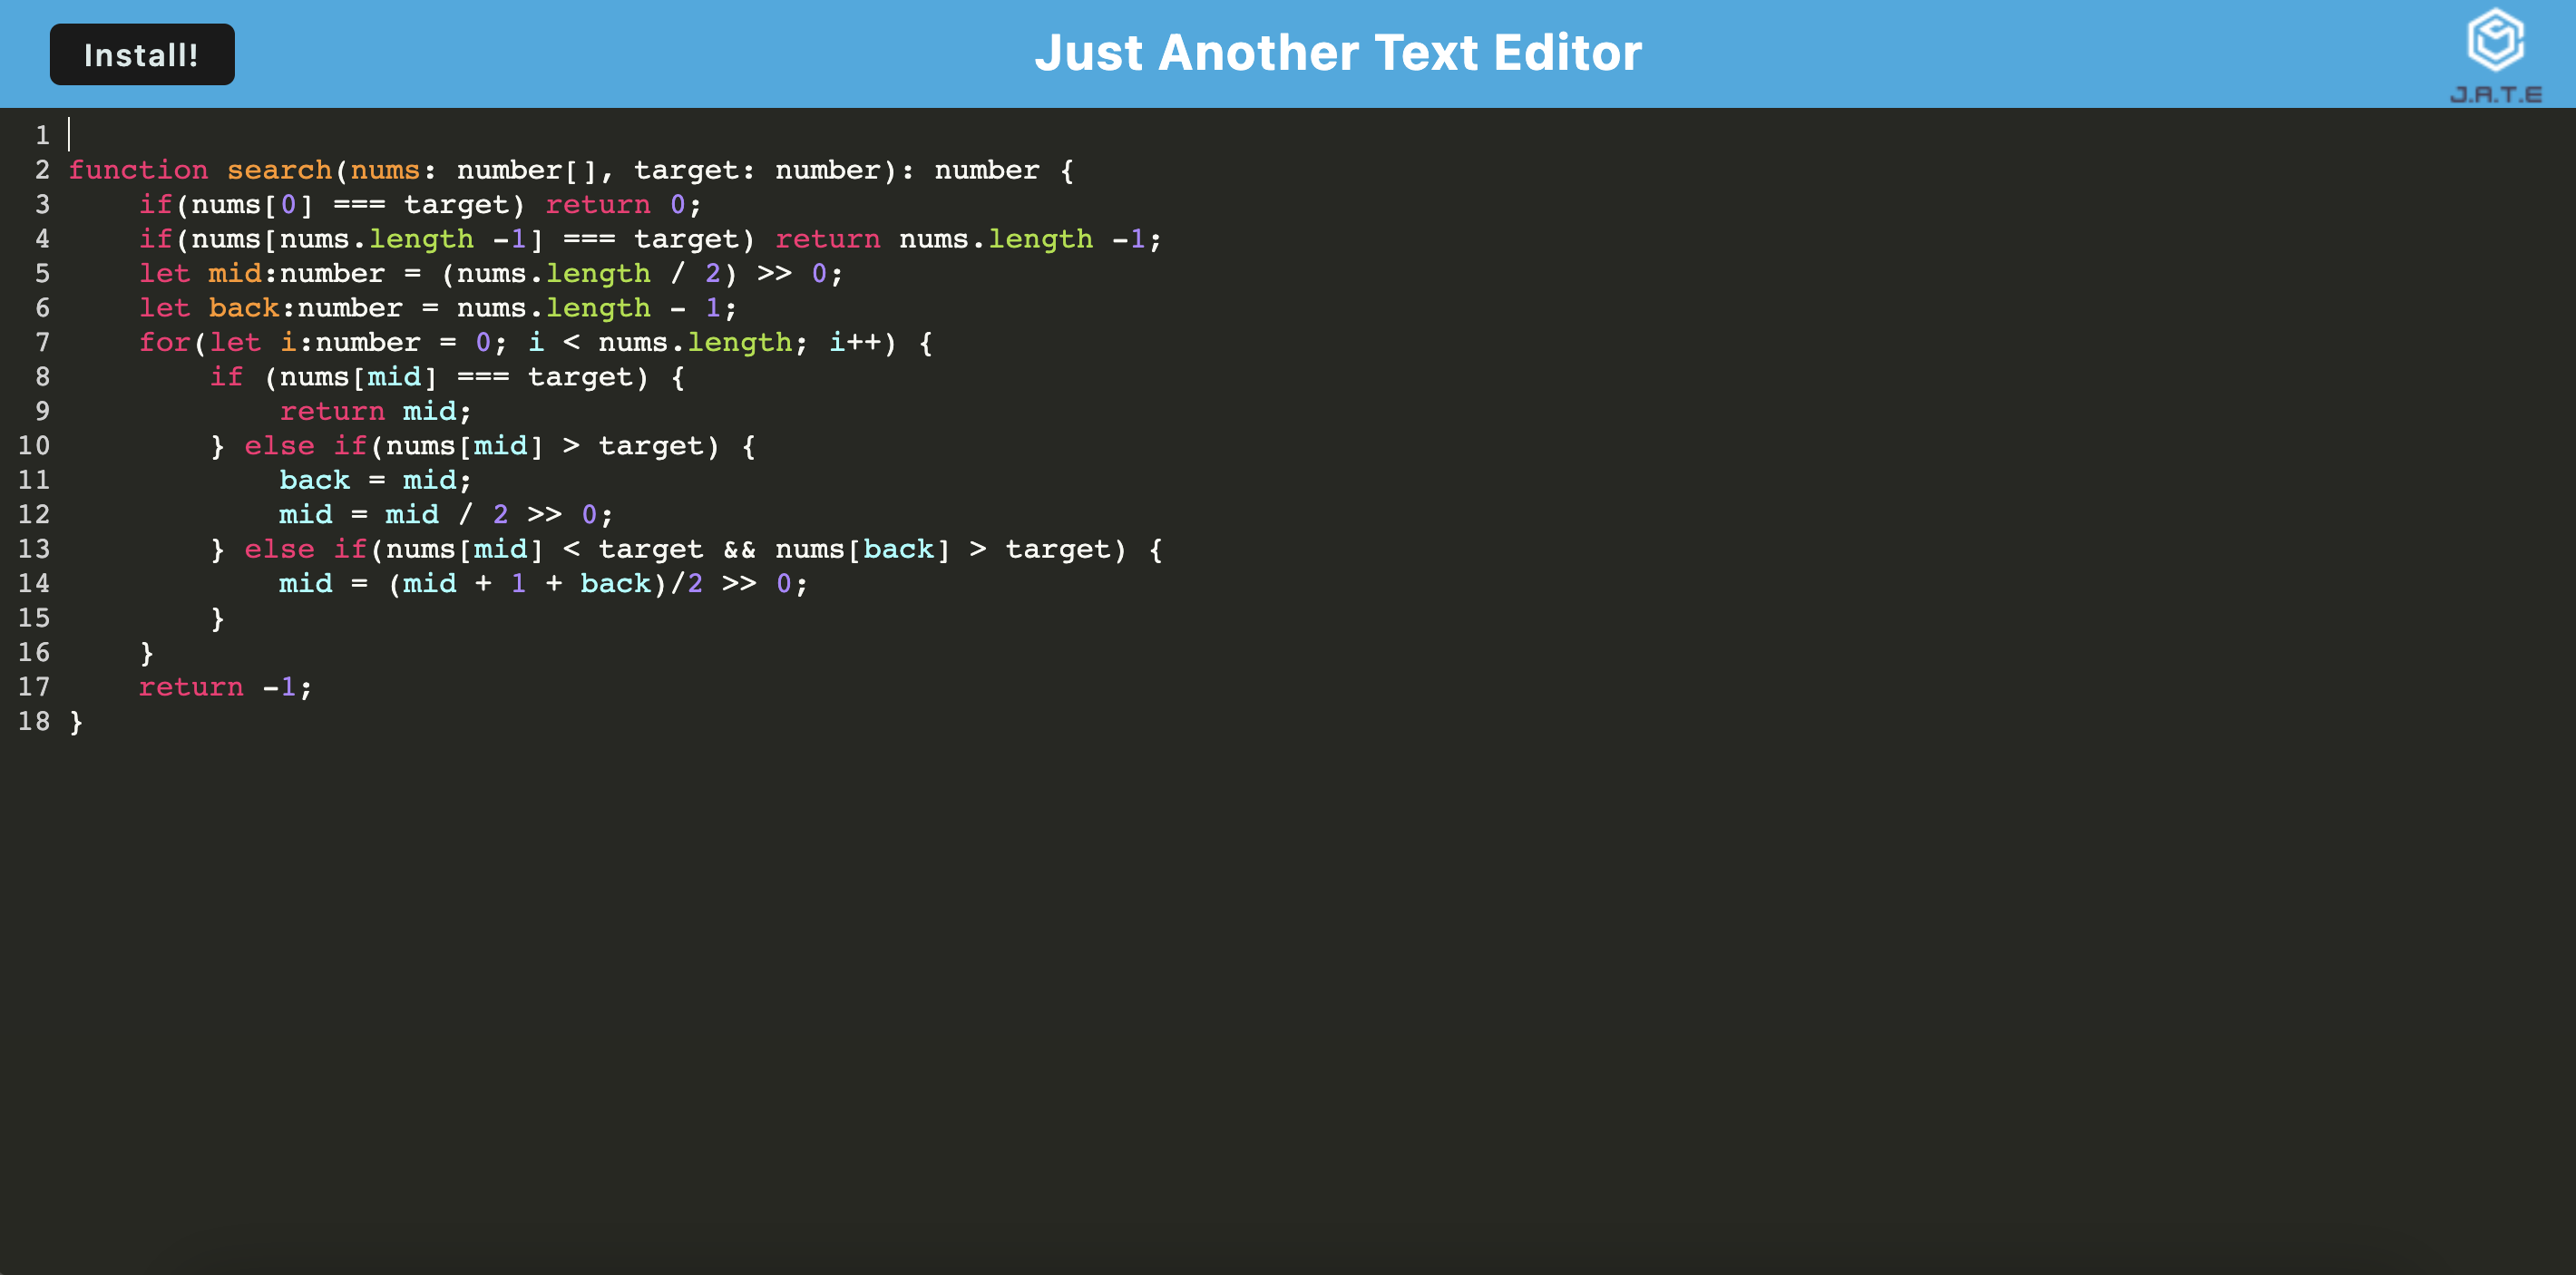 Install!
Just Another Text Editor
J.A.T.E
1
2 function search(nums: number[], target: number): number {
3     if(nums[0] === target) return 0;
4     if(nums[nums.length -1] === target) return nums.length -1;
5     let mid:number = (nums.length / 2) >> 0;
6     let back:number = nums.length - 1;
7     for(let i:number = 0; i < nums.length; i++) {
8         if (nums[mid] === target) {
9             return mid;
10         } else if(nums[mid] > target) {
11             back = mid;
12             mid = mid / 2 >> 0;
13         } else if(nums[mid] < target && nums[back] > target) {
14             mid = (mid + 1 + back)/2 >> 0;
15         }
16     }
17     return -1;
18 }